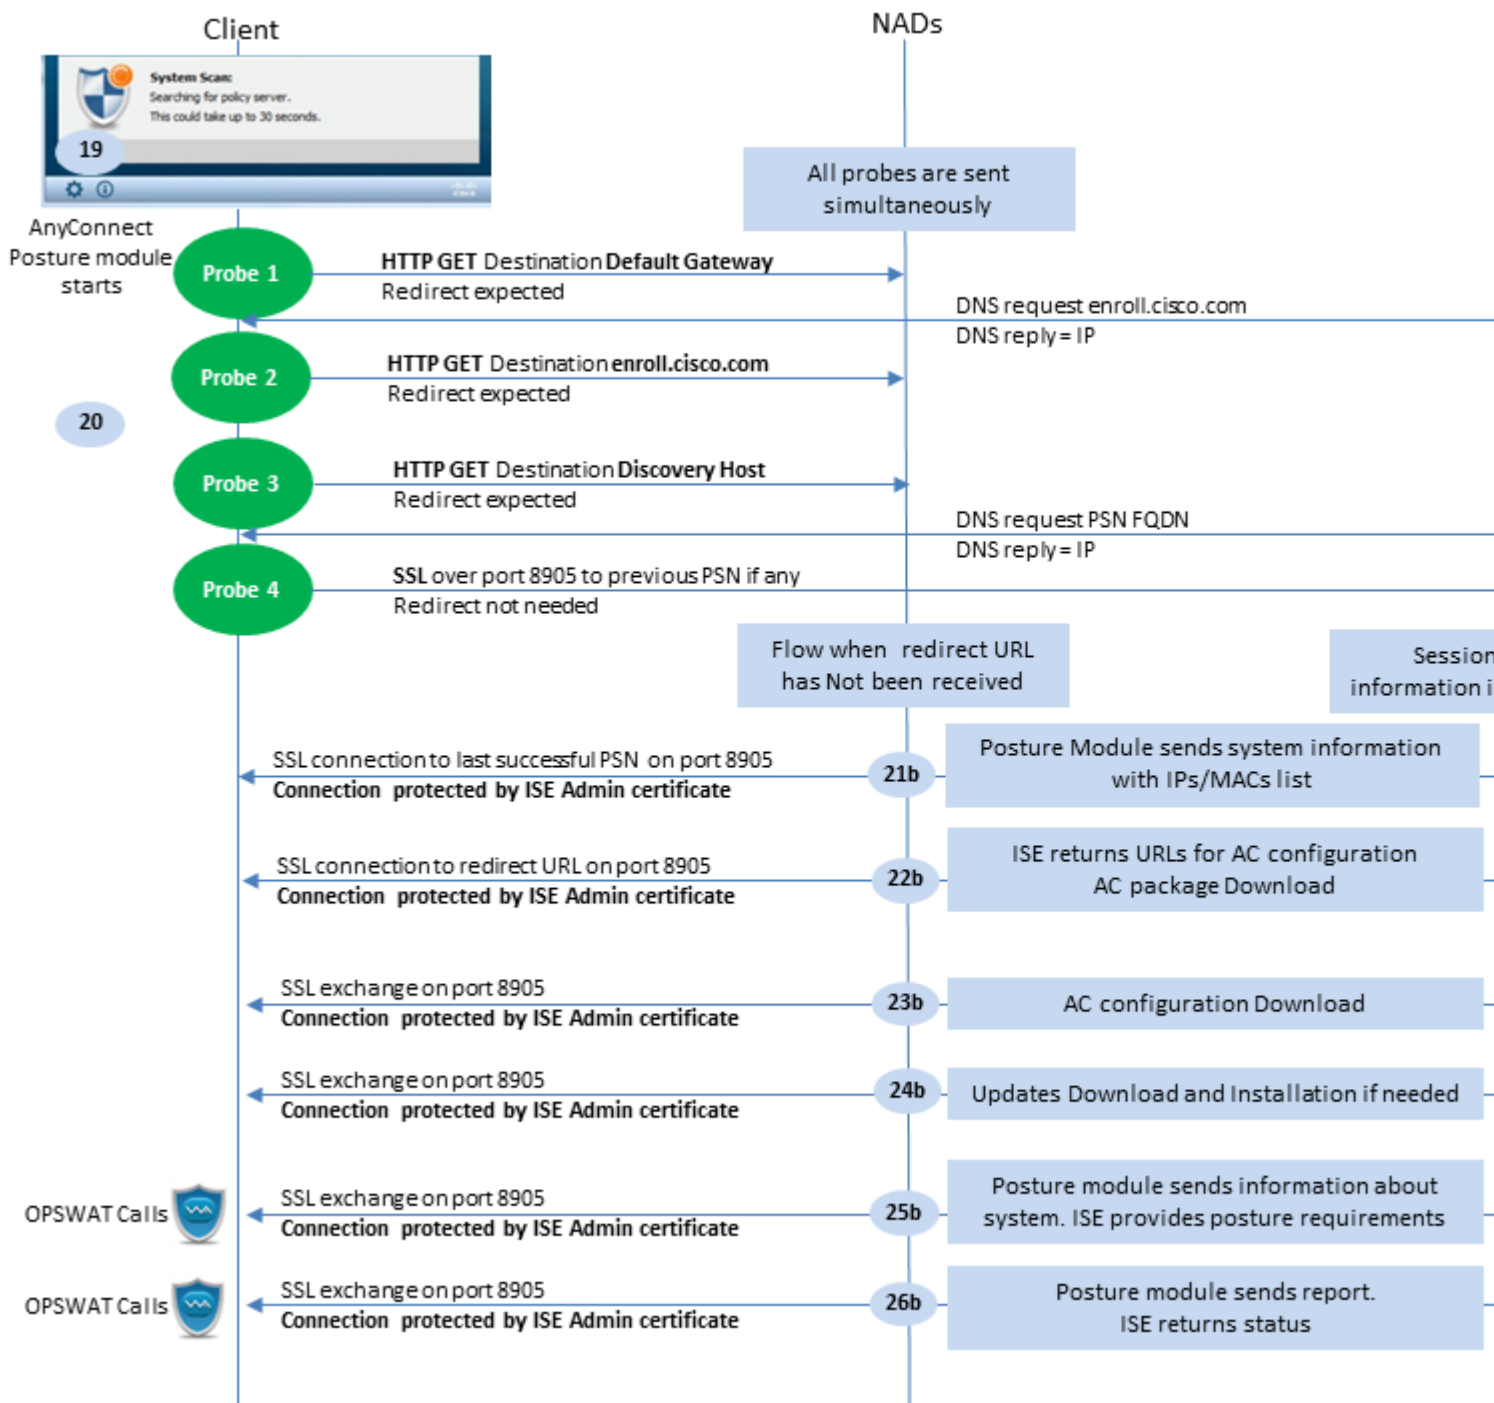 Client
NADs
System Scan:
Searching for policy server.
This could take up to 30 seconds.
19
CISCO
All probes are sent
simultaneously
AnyConnect
Posture module
starts
Probe 1
HTTP GET Destination Default Gateway
Redirect expected
DNS request enroll.cisco.com
DNS reply = IP
Probe 2
HTTP GET Destination enroll.cisco.com
Redirect expected
20
Probe 3
HTTP GET Destination Discovery Host
Redirect expected
DNS request PSN FQDN
DNS reply = IP
Probe 4
SSL over port 8905 to previous PSN if any
Redirect not needed
Flow when redirect URL
has Not been received
Session
information i
SSL connection to last successful PSN on port 8905
Connection protected by ISE Admin certificate
21b
Posture Module sends system information
with IPs/MACs list
SSL connection to redirect URL on port 8905
Connection protected by ISE Admin certificate
22b
ISE returns URLs for AC configuration
AC package Download
SSL exchange on port 8905
Connection protected by ISE Admin certificate
23b
AC configuration Download
SSL exchange on port 8905
Connection protected by ISE Admin certificate
24b
Updates Download and Installation if needed
OPSWAT Calls
SSL exchange on port 8905
Connection protected by ISE Admin certificate
25b
Posture module sends information about
system. ISE provides posture requirements
OPSWAT Calls
SSL exchange on port 8905
Connection protected by ISE Admin certificate
26b
Posture module sends report.
ISE returns status